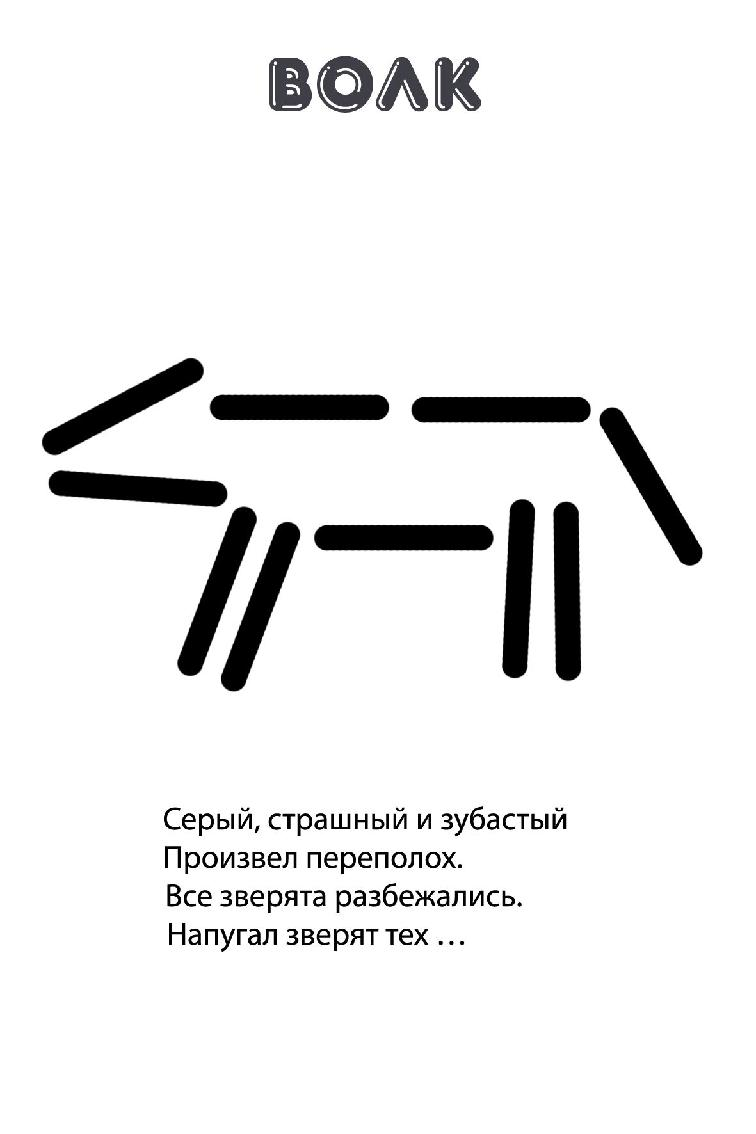 ВОЛК
Серый, страшный и зубастый
Произвел переполох.
Все зверята разбежались.
Напугал зверят тех ...